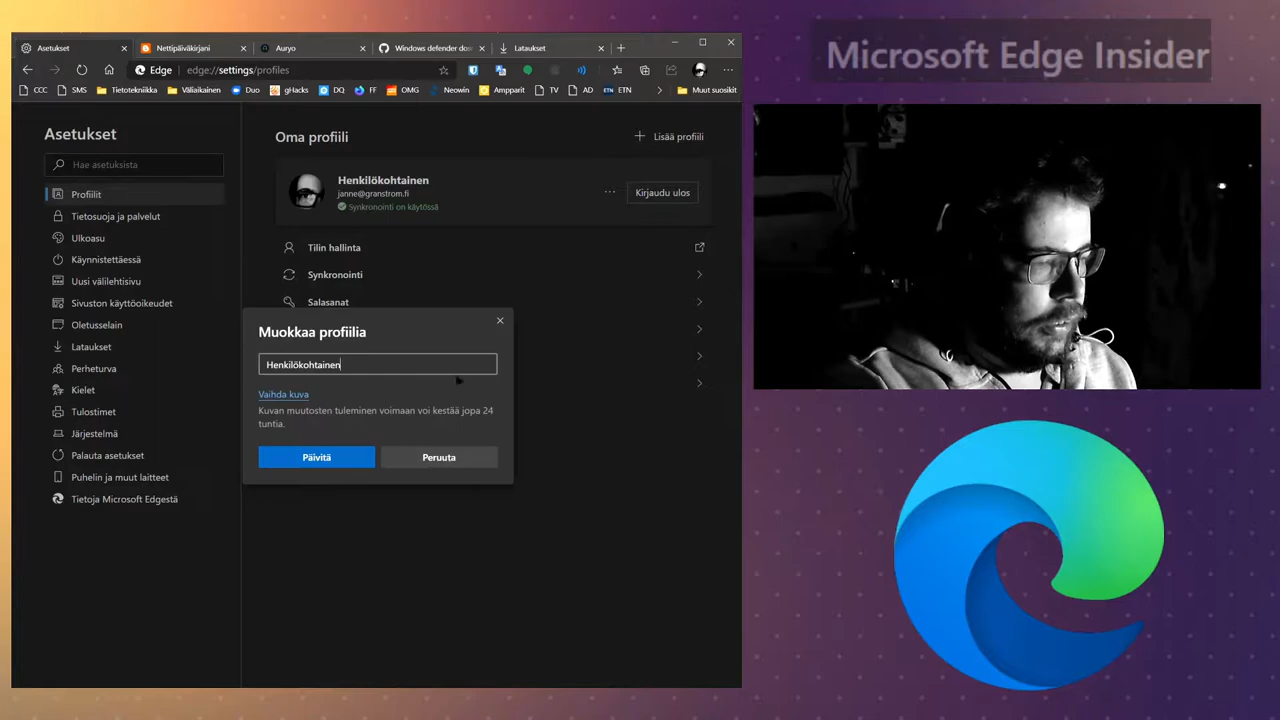 Asetukset
Nettipäiväkirjani
Auryo
Windows defender do
Lataukset
Edge
edge://settings/profiles
CCC
SMS
Tietotekniikka
Väliaikainen
Duo
gHacks
DQ
FF
OMG
Neowin
Ampparit
TV
AD
ETN
ETN
Muut suosikit
Microsoft Edge Insider
Asetukset
Hae asetuksista
Profiilit
Tietosuoja ja palvelut
Ulkoasu
Käynnistettäessä
Uusi välilehtisivu
Sivuston käyttöoikeudet
Oletusselain
Lataukset
Perheturva
Kielet
Tulostimet
Järjestelmä
Palauta asetukset
Puhelin ja muut laitteet
Tietoja Microsoft Edgestä
Oma profiili
Lisää profiili
Henkilökohtainen
janne@granstrom.fi
Synkronointi on käytössä
Kirjaudu ulos
Tilin hallinta
Synkronointi
Salasanat
Muokkaa profiilia
Henkilökohtainen
Vaihda kuva
Kuvan muutosten tuleminen voimaan voi kestää jopa 24
tuntia.
Päivitä
Peruuta